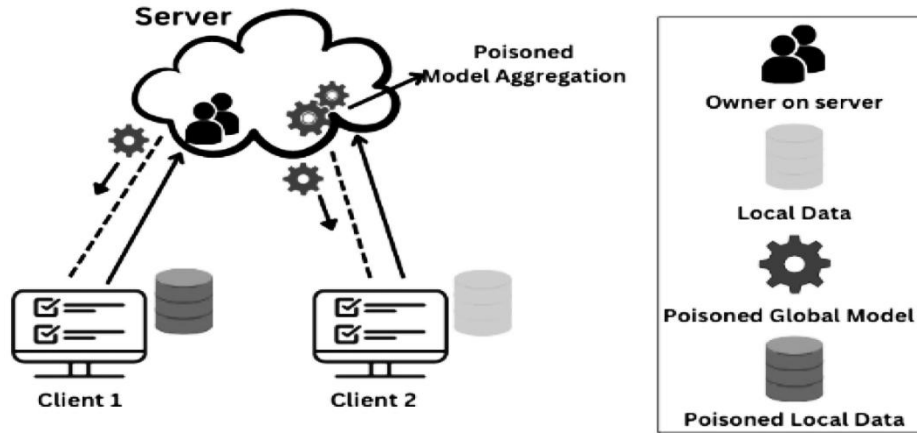 Server
Poisoned
Model Aggregation
Client 1
Client 2
Owner on server
Local Data
Poisoned Global Model
Poisoned Local Data